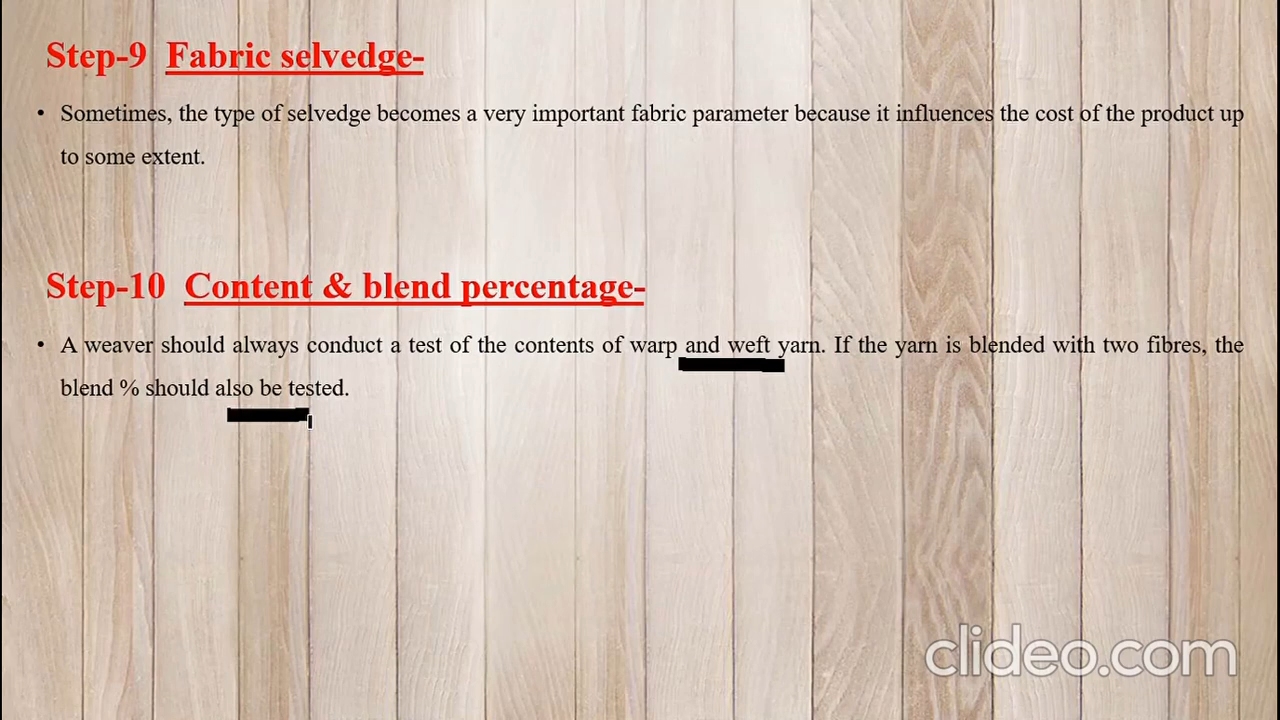 Step-9 Fabric selvedge-
• Sometimes, the type of selvedge becomes a very important fabric parameter because it influences the cost of the product up
to some extent.
Step-10 Content & blend percentage-
• A weaver should always conduct a test of the contents of warp and weft yarn. If the yarn is blended with two fibres, the
blend % should also be tested.
clideo.com